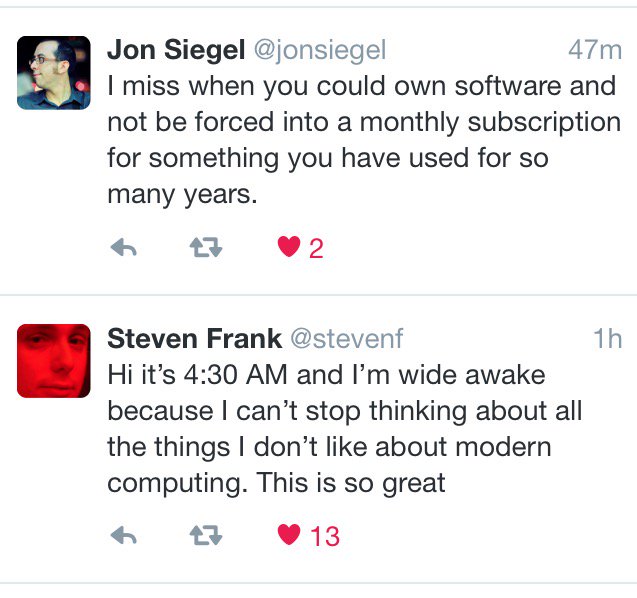 Jon Siegel @jonsiegel 47m
I miss when you could own software and
not be forced into a monthly subscription
for something you have used for so
many years.
2
Steven Frank @stevenf 1h
Hi it’s 4:30 AM and I’m wide awake
because I can’t stop thinking about all
the things I don’t like about modern
computing. This is so great
13